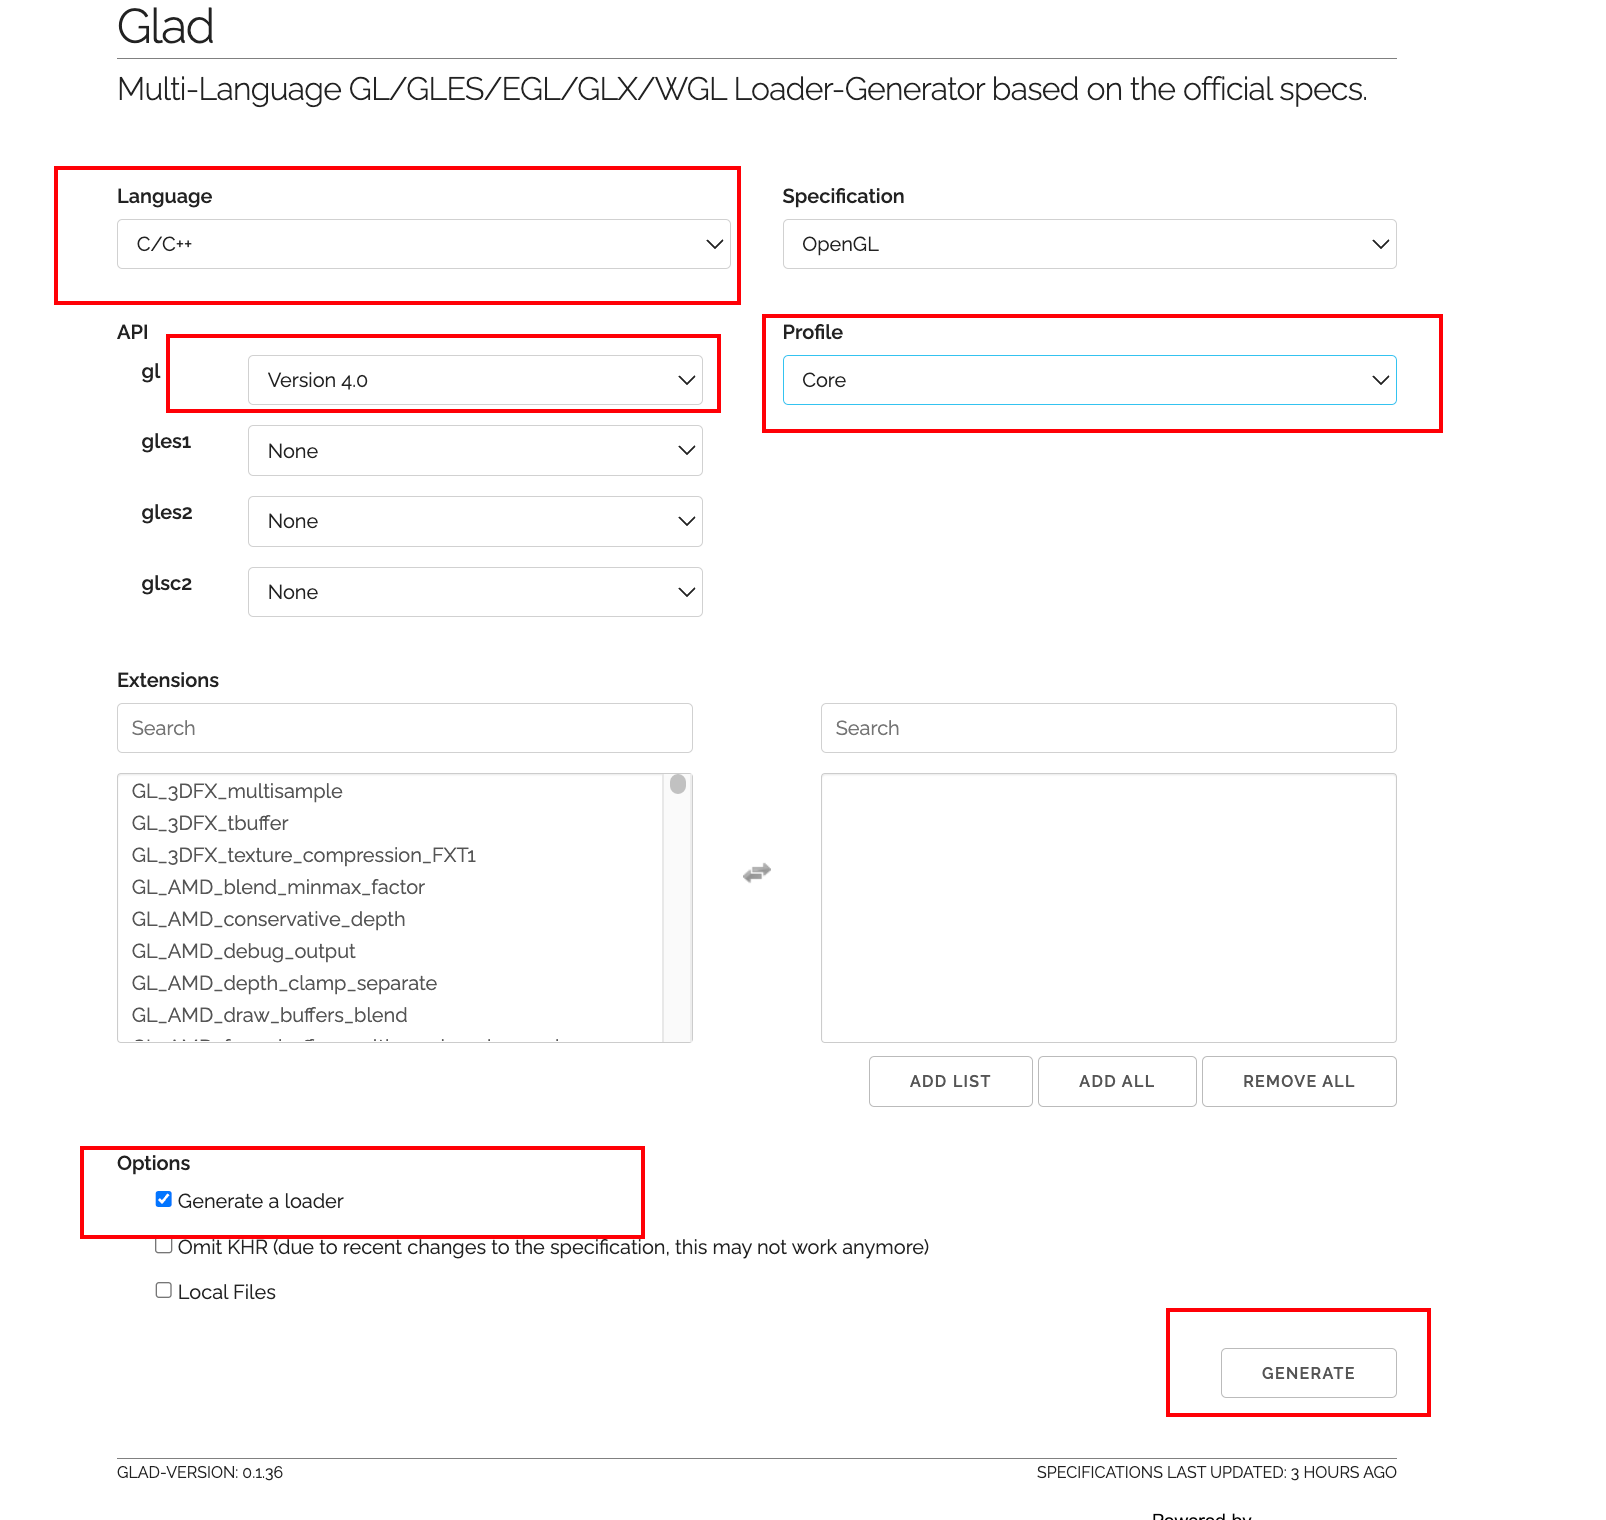 Glad
Multi-Language GL/GLES/EGL/GLX/WGL Loader-Generator based on the official specs.
Language
C/C++
Specification
OpenGL
API
gl
Version 4.0
Profile
Core
gles1
None
gles2
None
glsc2
None
Extensions
Search
Search
GL_3DFX_multisample
GL_3DFX_tbuffer
GL_3DFX_texture_compression_FXT1
GL_AMD_blend_minmax_factor
GL_AMD_conservative_depth
GL_AMD_debug_output
GL_AMD_depth_clamp_separate
GL_AMD_draw_buffers_blend
ADD LIST
ADD ALL
REMOVE ALL
Options
Generate a loader
Omit KHR (due to recent changes to the specification, this may not work anymore)
Local Files
GENERATE
GLAD-VERSION: 0.1.36
SPECIFICATIONS LAST UPDATED: 3 HOURS AGO
Powered by